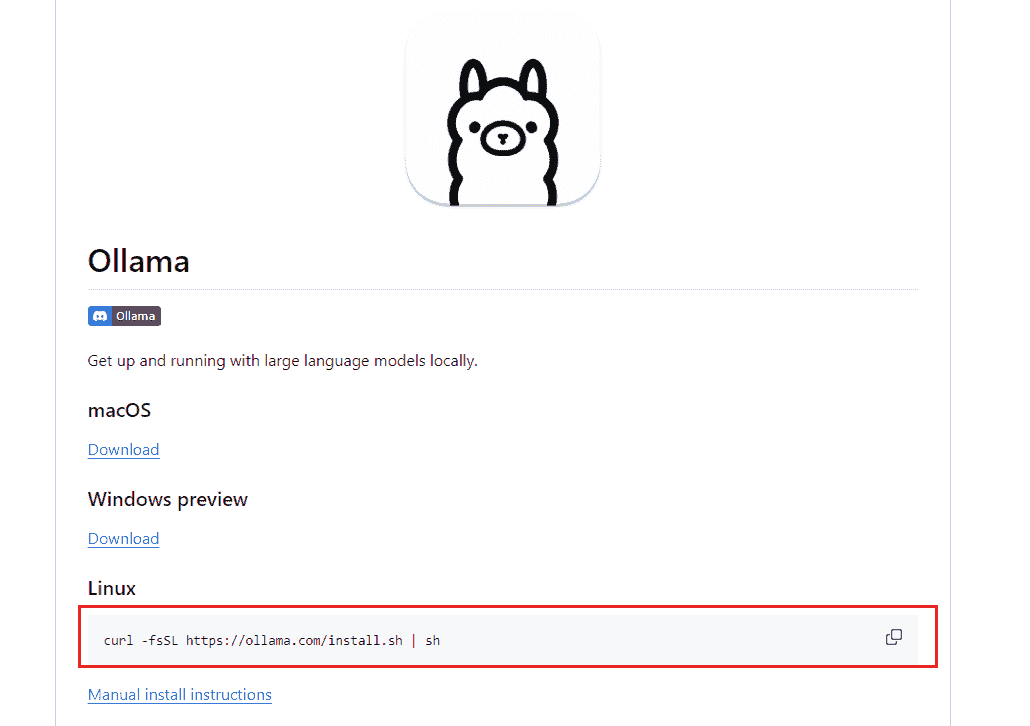 Ollama
Ollama
Get up and running with large language models locally.
macOS
Download
Windows preview
Download
Linux
curl -fsSL https://ollama.com/install.sh | sh
Manual install instructions